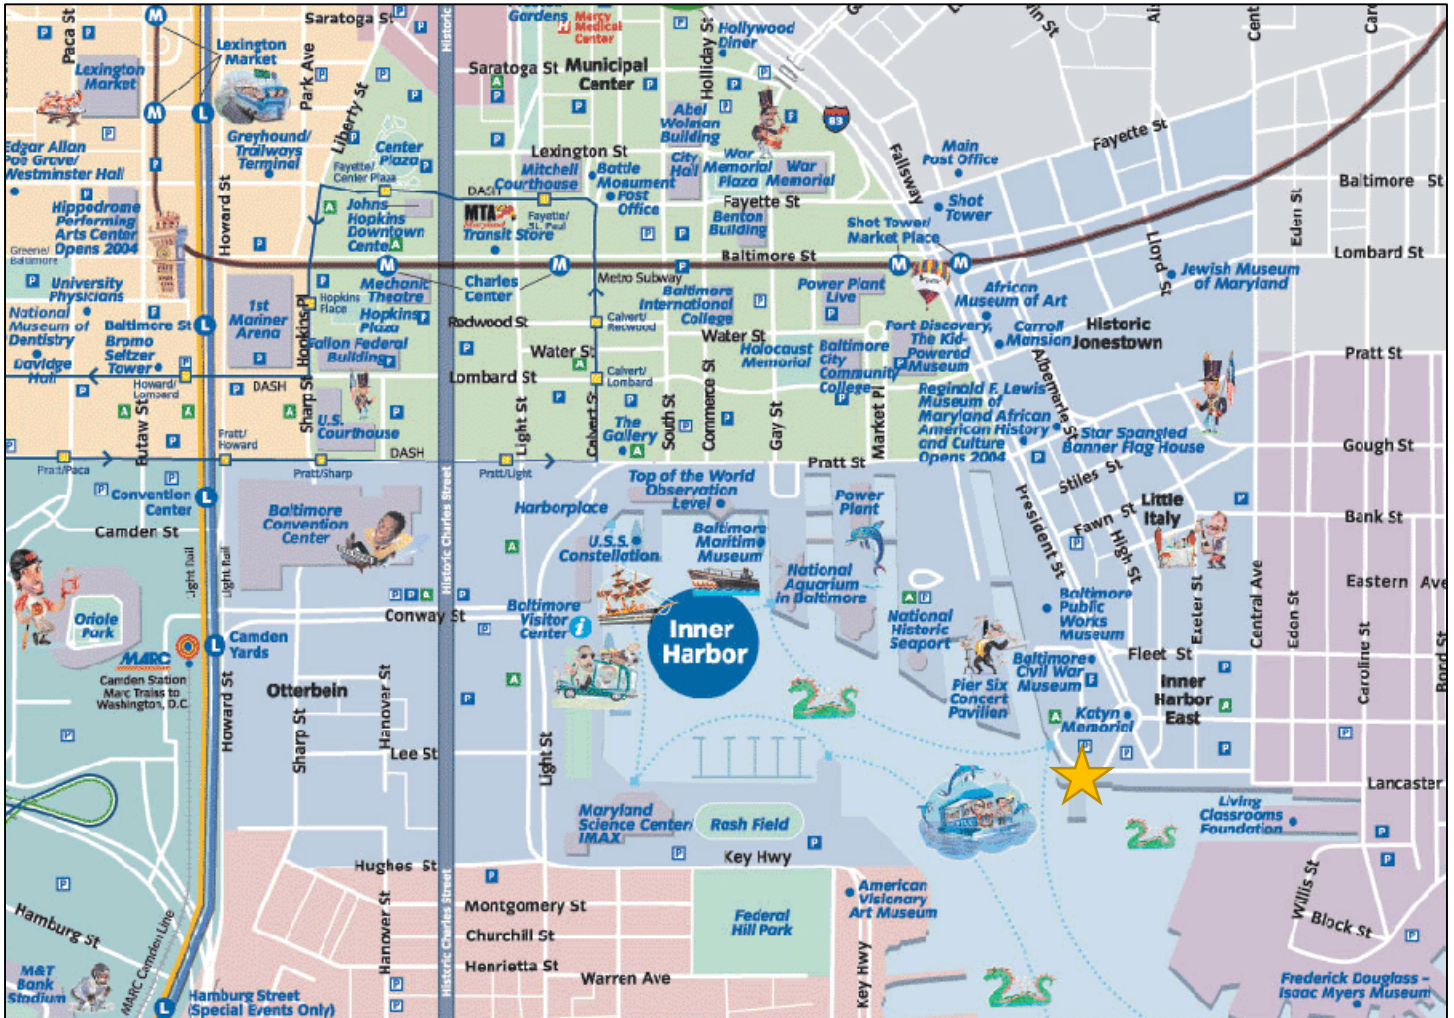 Paca St
Saratoga St
Historic
Gardens
Mercy
Medical
Center
Holliday St
Hollywood
Diner
Lexington
Market
Lexington
Market
Park Ave
Liberty St
Saratoga St
Municipal
Center
Abel
Wolman
Building
83
Fallsway
Fayette St
Edgar Allan
Poe Grave/
Westminster Hall
Greyhound/
Trailways
Terminal
Center
Plaza
Fayette/
Center Plaza
Lexington St
Mitchell
Courthouse
Battle
Monument
Post
Office
City
Hall
War
Memorial
Plaza
War
Memorial
Main
Post Office
Shot
Tower
Baltimore St
Eden St
Hippodrome
Performing
Arts Center
Opens 2004
Greene/
Baltimore
Howard St
Johns
Hopkins
Downtown
Center
DASH
MTA
Maryland
Transit Store
Fayette/
St. Paul
Fayette St
Benton
Building
Shot Tower/
Market Place
Lombard St
Baltimore St
Lloyd St
Jewish Museum
of Maryland
University
Physicians
National
Museum of
Dentistry
Davidge
Hall
Baltimore St
Bromo
Seltzer
Tower
1st
Mariner
Arena
Hopkins Pl
Hopkins
Place
Mechanic
Theatre
Hopkins
Plaza
Fallon Federal
Building
Charles
Center
Metro Subway
Redwood St
Calvert/
Redwood
Water St
Baltimore
International
College
Water St
Holocaust
Memorial
Power Plant
Live
Baltimore
City
Community
College
Port Discovery,
The Kid-
Powered
Museum
African
Museum of Art
Carroll
Mansion
Historic
Jonestown
Pratt St
Howard/
Lombard
DASH
Sharp St
Lombard St
Calvert/
Lombard
Commerce St
Reginald F. Lewis
Museum of
Maryland African
American History
and Culture
Opens 2004
Albemarle St
Star Spangled
Banner Flag House
Eutaw St
Pratt/
Howard
U.S.
Courthouse
Light St
Calvert St
The
Gallery
South St
Gay St
Market Pl
Gough St
Pratt/Paca
Pratt/Sharp
DASH
Pratt/Light
Pratt St
Stiles St
Convention
Center
Camden St
Baltimore
Convention
Center
Historic Charles Street
Harborplace
Top of the World
Observation
Level
U.S.S.
Constellation
Baltimore
Maritime
Museum
Power
Plant
President St
Fawn St
High St
Little
Italy
Bank St
Light Rail
Light Rail
National
Aquarium
in Baltimore
Eastern Ave
Oriole
Park
Conway St
Baltimore
Visitor
Center
Inner
Harbor
National
Historic
Seaport
Baltimore
Public
Works
Museum
Exeter St
Central Ave
Eden St
Caroline St
Bond St
Camden
Yards
MARC
Camden Station
Marc Trains to
Washington, D.C.
Otterbein
Hanover St
Howard St
Sharp St
Lee St
Light St
Pier Six
Concert
Pavilion
Baltimore
Civil War
Museum
Katyn
Memorial
Fleet St
Inner
Harbor
East
Lancaster
Maryland
Science Center/
IMAX
Rash Field
Key Hwy
Living
Classrooms
Foundation
Hughes St
Montgomery St
Churchill St
Henrietta St
Warren Ave
Hanover St
Historic Charles Street
Federal
Hill Park
American
Visionary
Art Museum
Key Hwy
Willis St
Block St
Hamburg St
M&T
Bank
Stadium
MARC Camden Line
Hamburg Street
(Special Events Only)
Frederick Douglass -
Isaac Myers Museum